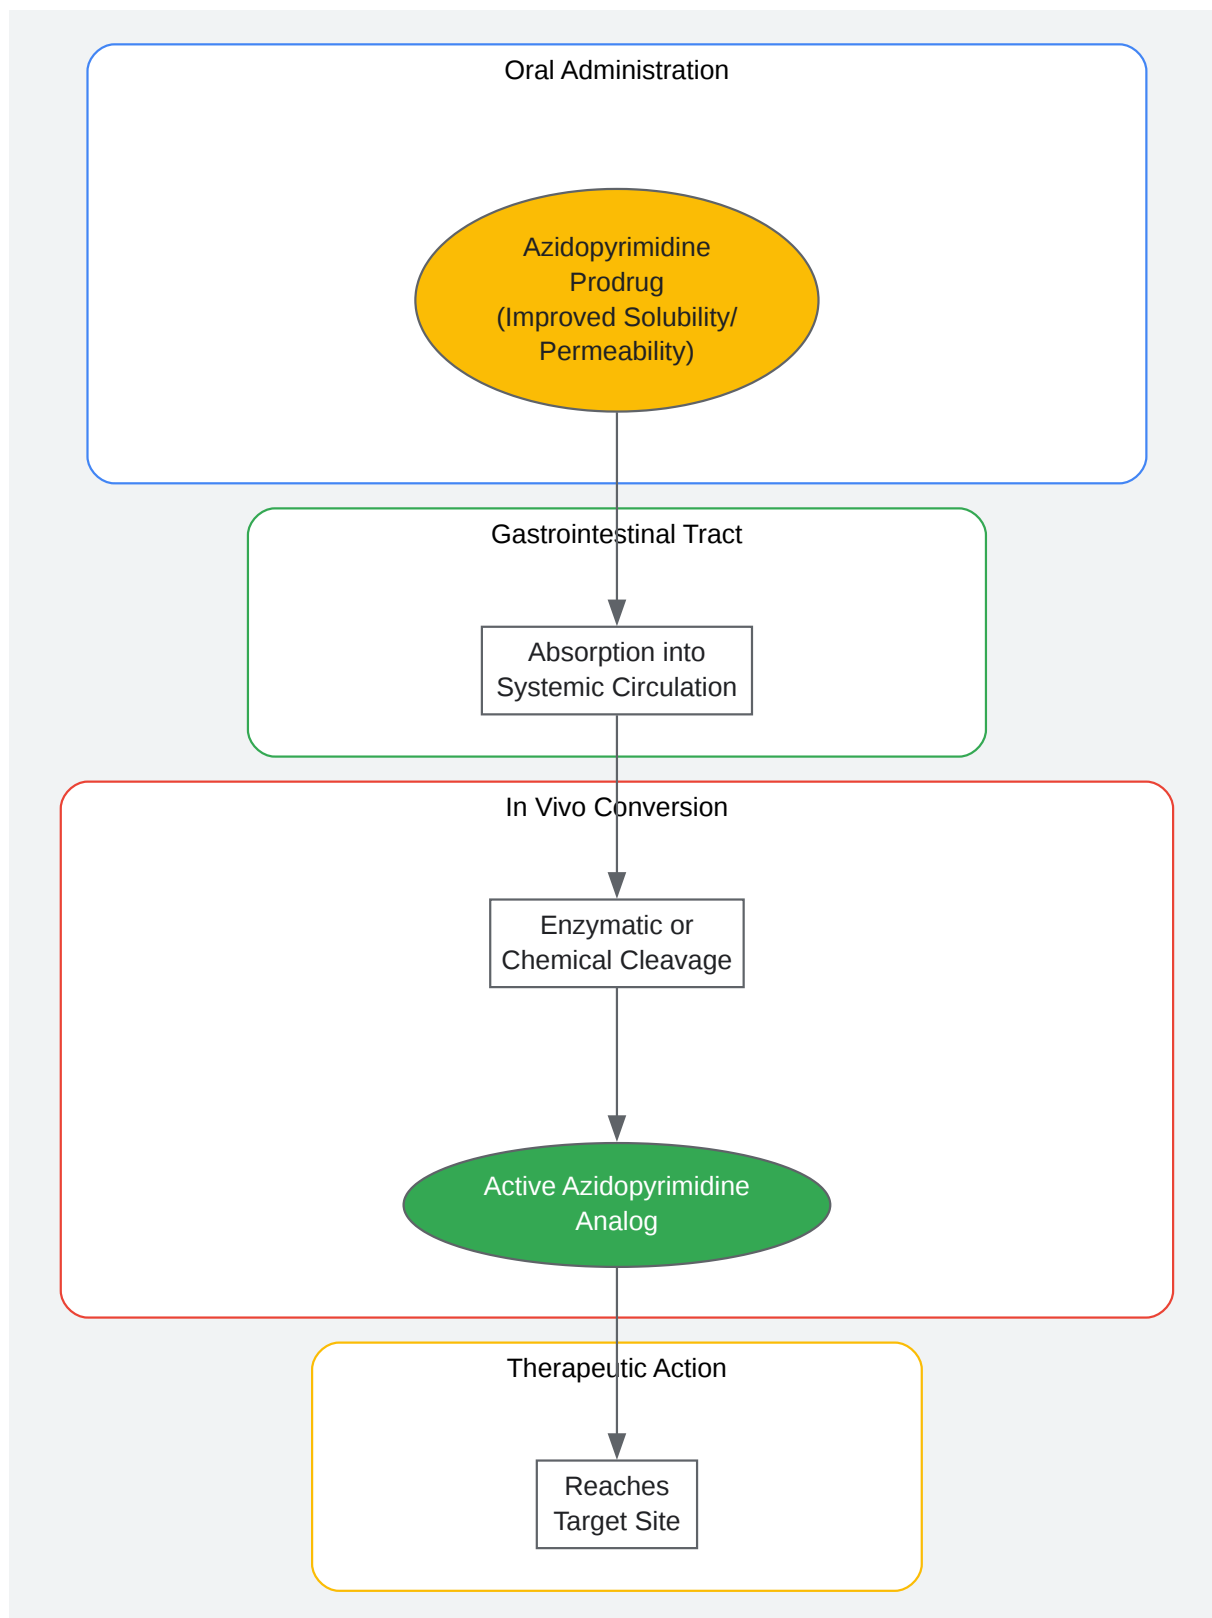 Oral Administration
Azidopyrimidine
Prodrug
(Improved Solubility/
Permeability)
Gastrointestinal Tract
Absorption into
Systemic Circulation
In Vivo Conversion
Enzymatic or
Chemical Cleavage
Active Azidopyrimidine
Analog
Therapeutic Action
Reaches
Target Site